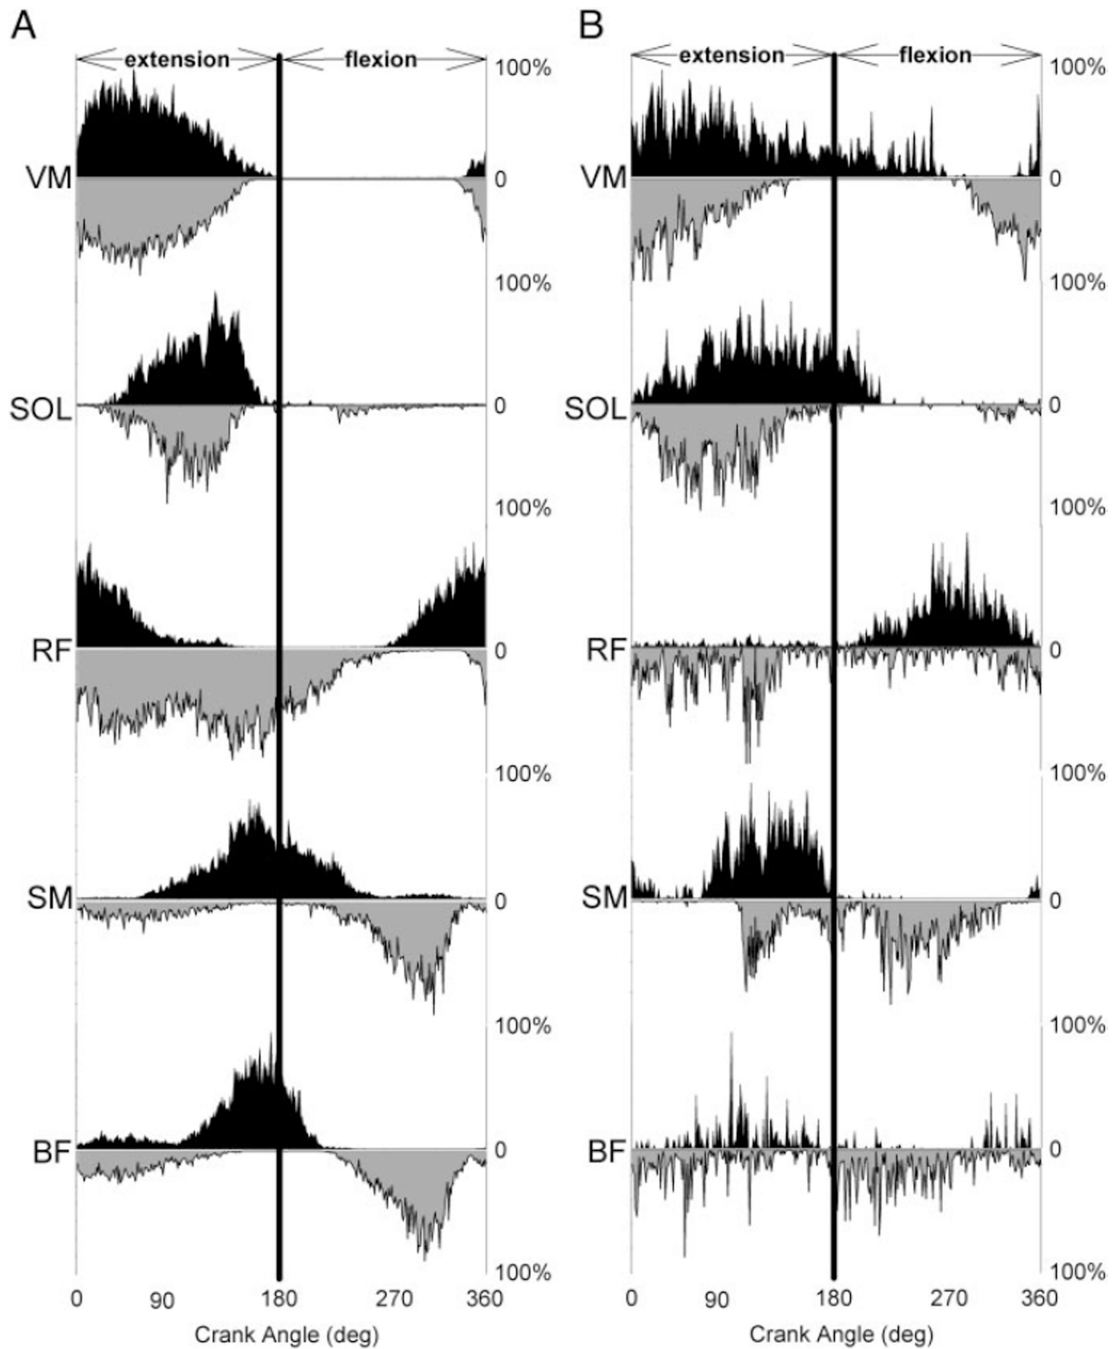 A B
extension flexion extension flexion
100% 100%
VM 0 VM 0
100% 100%
SOL 0 SOL 0
100% 100%
RF 0 RF 0
100% 100%
SM 0 SM 0
100% 100%
BF 0 BF 0
100% 100%
0 90 180 270 360 0 90 180 270 360
Crank Angle (deg) Crank Angle (deg)